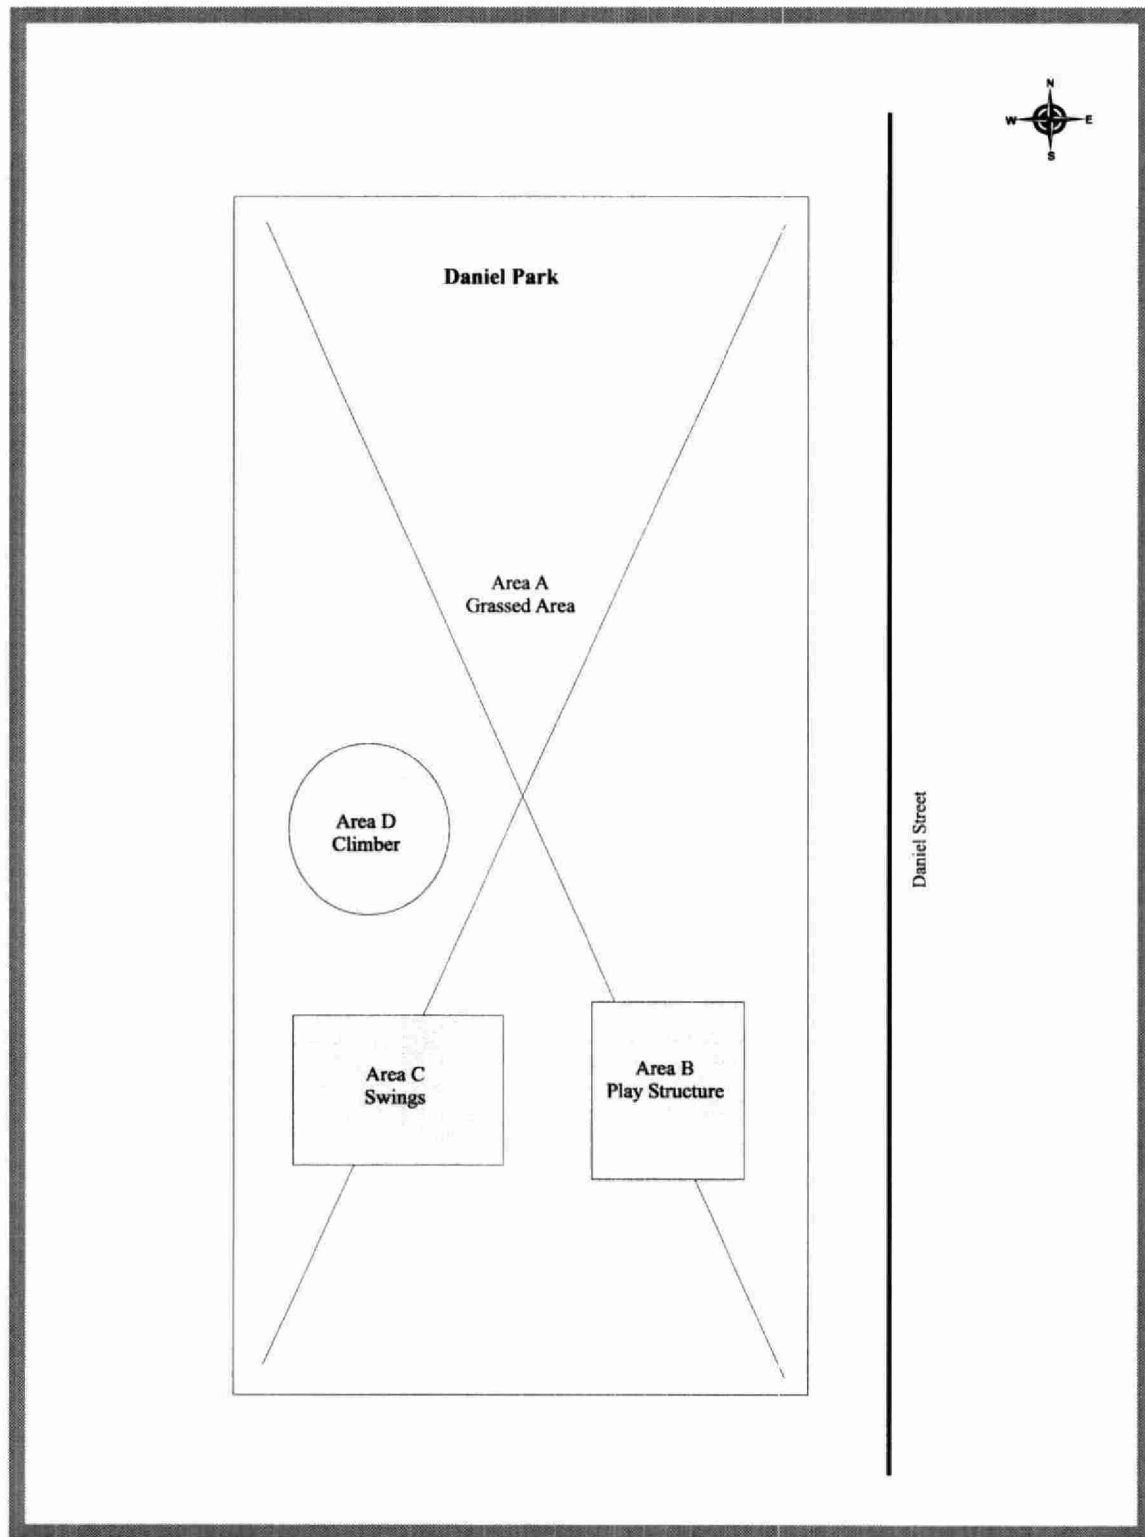 N
W E
S
Daniel Park
Area A
Grassed Area
Area D
Climber
Daniel Street
Area C
Swings
Area B
Play Structure